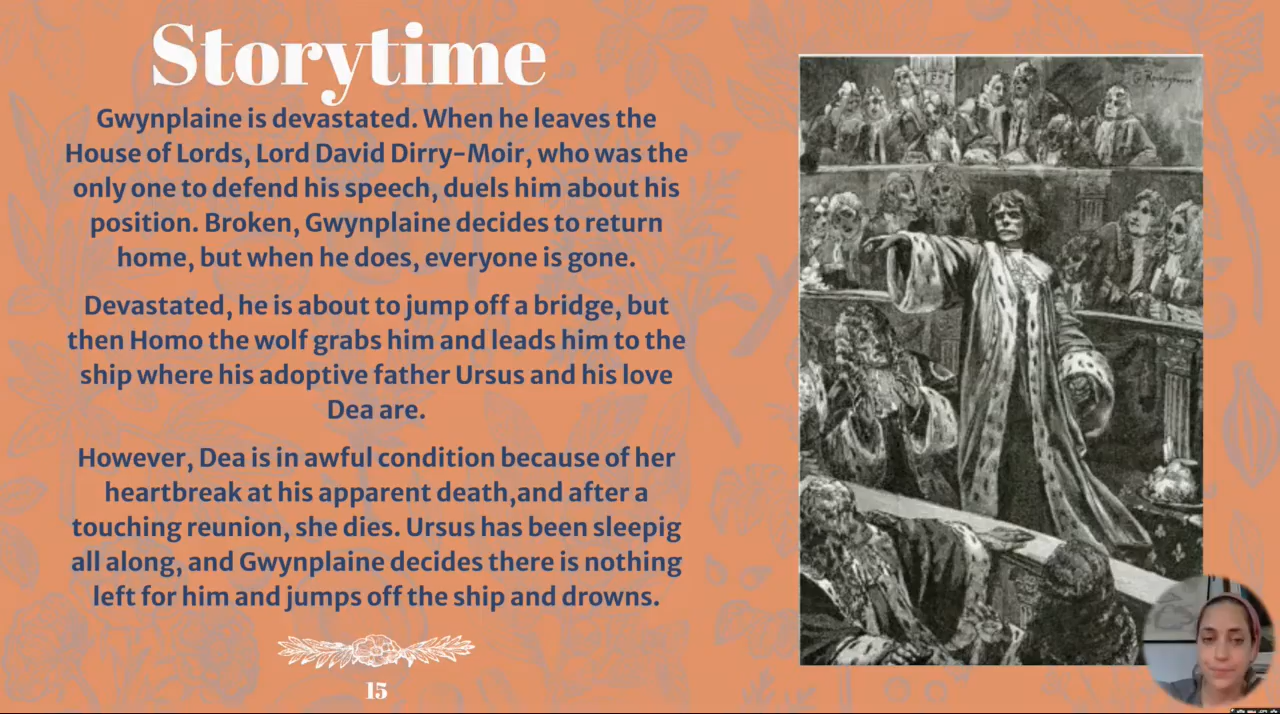 Storytime
Gwynplaine is devastated. When he leaves the
House of Lords, Lord David Dirry-Moir, who was the
only one to defend his speech, duels him about his
position. Broken, Gwynplaine decides to return
home, but when he does, everyone is gone.
Devastated, he is about to jump off a bridge, but
then Homo the wolf grabs him and leads him to the
ship where his adoptive father Ursus and his love
Dea are.
However, Dea is in awful condition because of her
heartbreak at his apparent death,and after a
touching reunion, she dies. Ursus has been sleepig
all along, and Gwynplaine decides there is nothing
left for him and jumps off the ship and drowns.
15